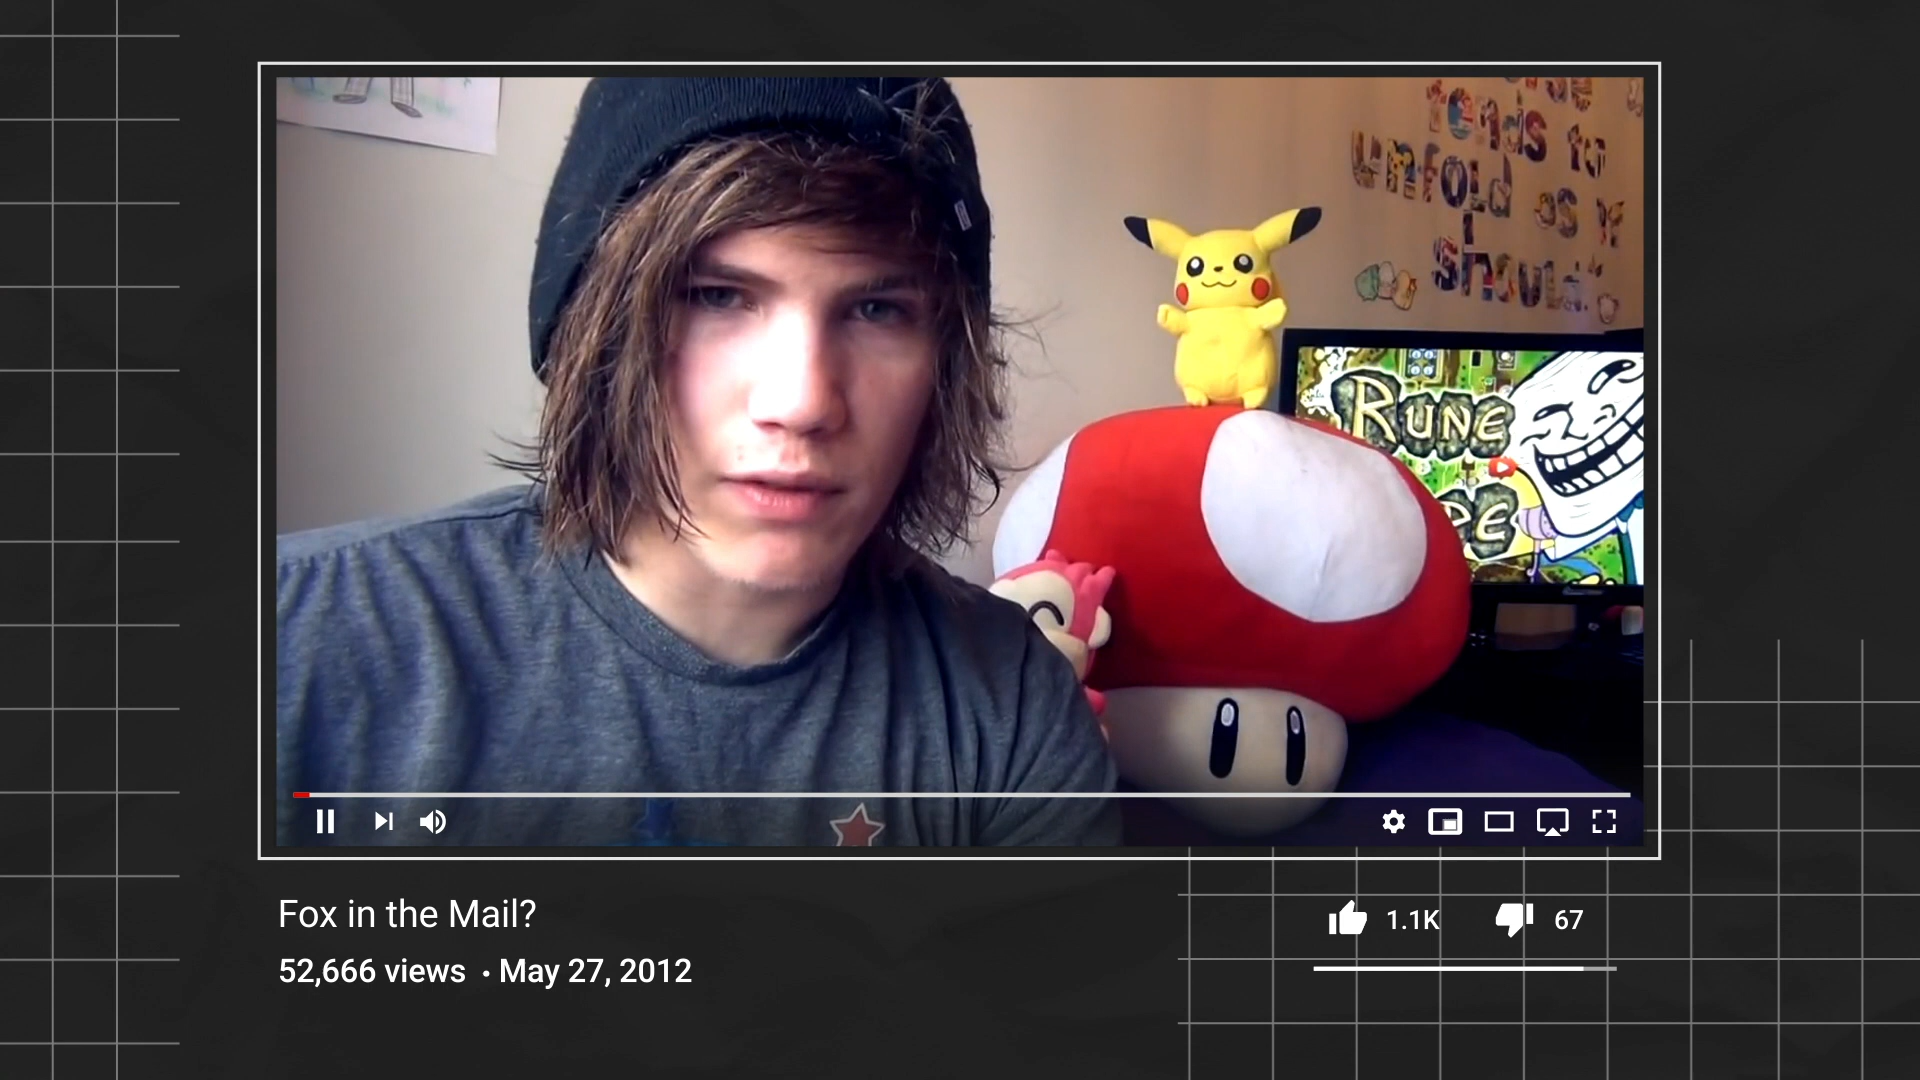 tends to
unfold as it
should.
RUNE
Fox in the Mail?
1.1K
67
52,666 views • May 27, 2012